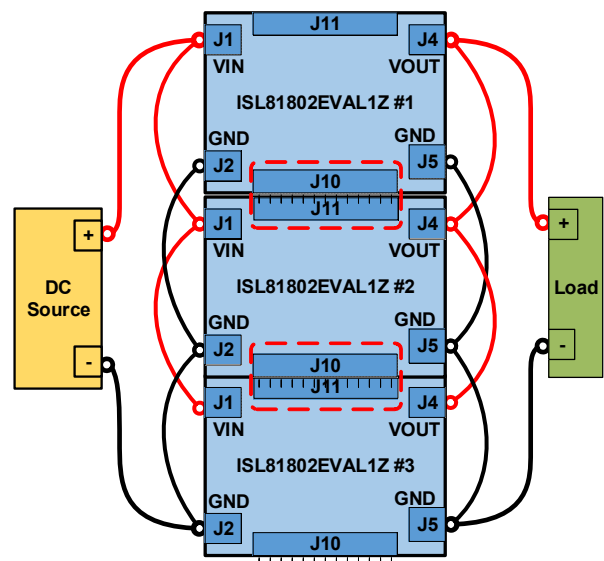 J11
J1
J4
VIN
VOUT
ISL81802EVAL1Z #1
GND
GND
J2
J5
J10
J11
J1
J4
VIN
VOUT
+
+
ISL81802EVAL1Z #2
DC
Source
Load
GND
GND
J2
J5
-
-
J10
J11
J1
J4
VIN
VOUT
ISL81802EVAL1Z #3
GND
GND
J2
J5
J10